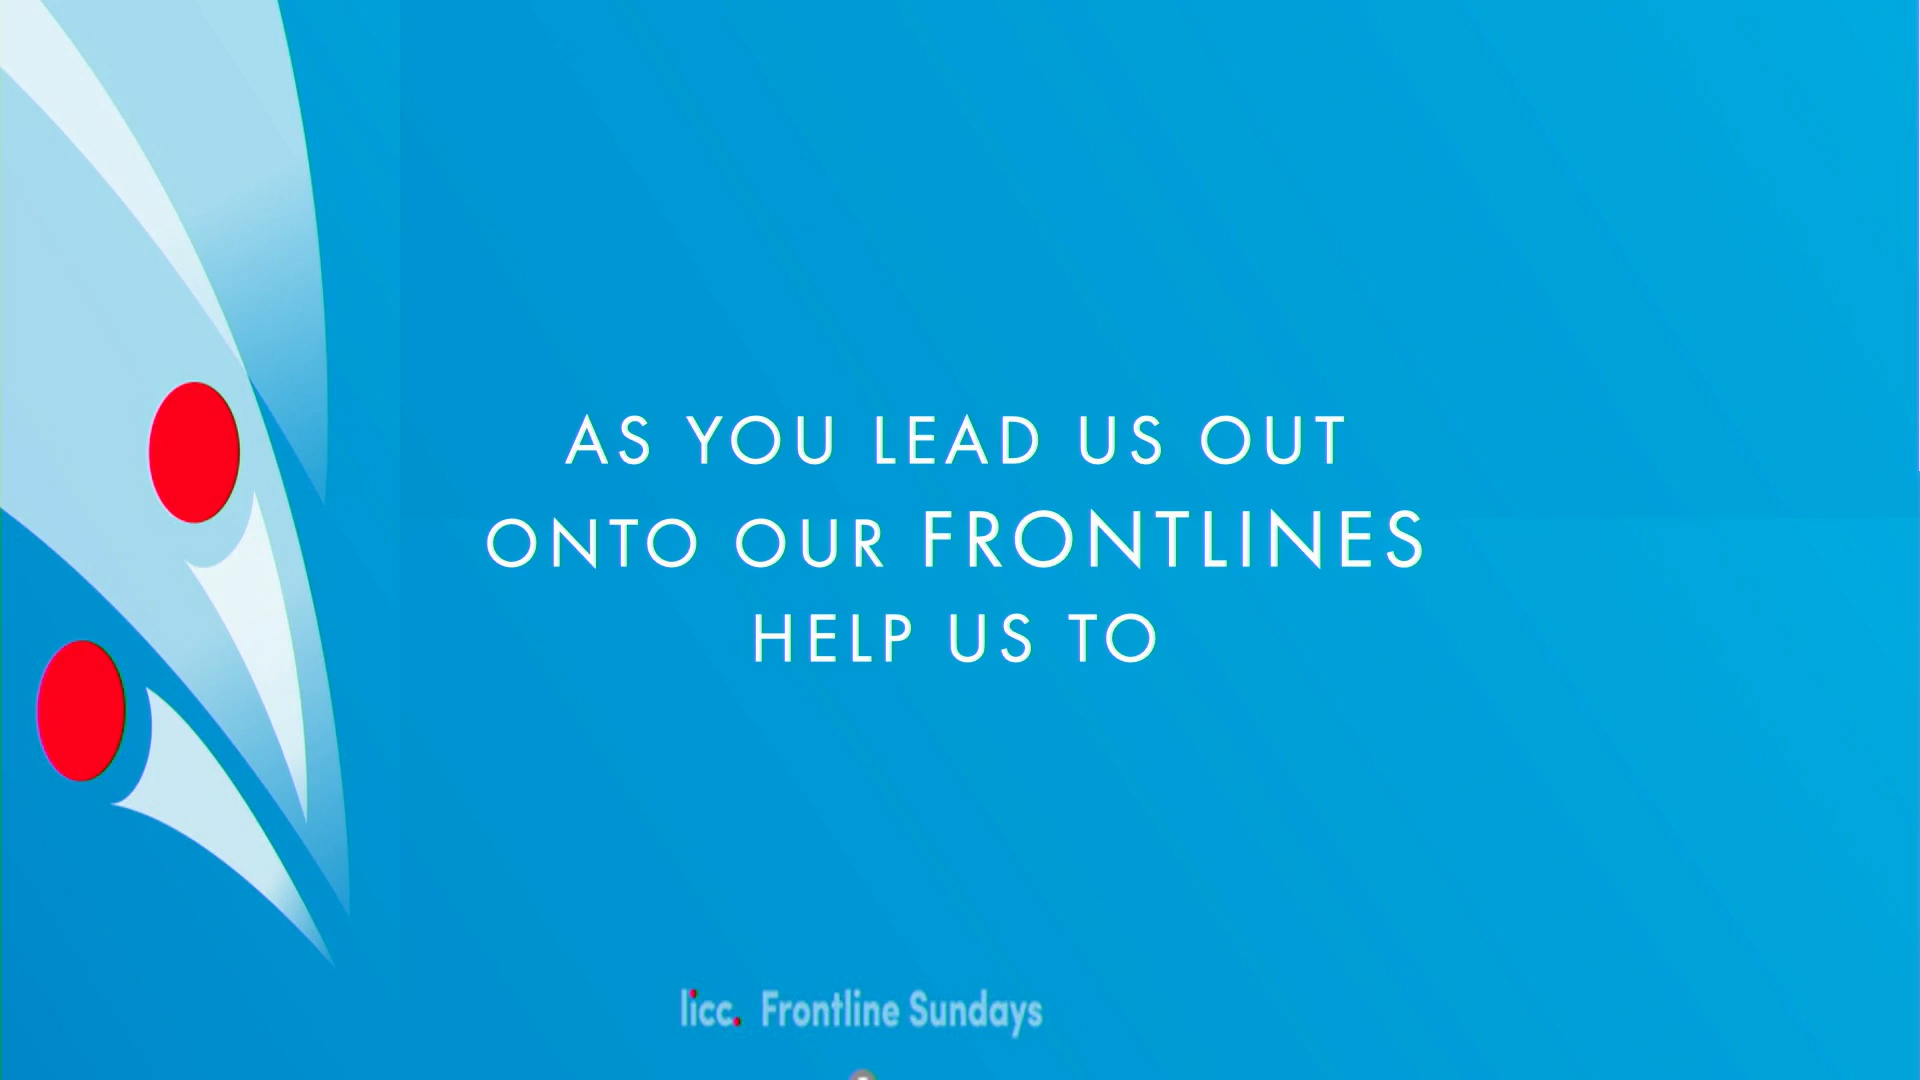 AS YOU LEAD US OUT
ONTO OUR FRONTLINES
HELP US TO
licc. Frontline Sundays